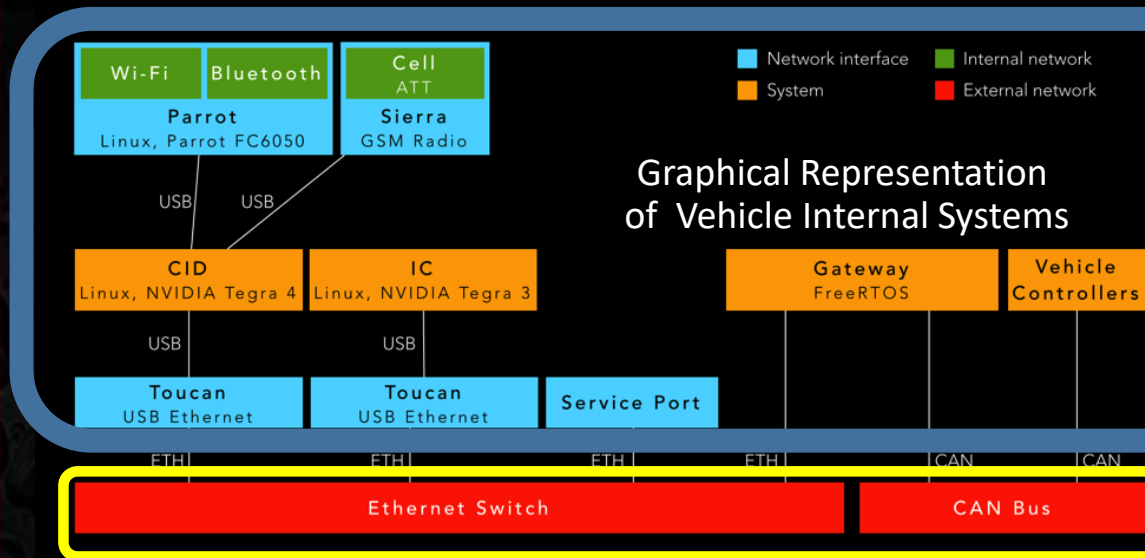 Wi-Fi Bluetooth Cell
ATT
Parrot
Linux, Parrot FC6050
Sierra
GSM Radio
Network interface Internal network
System External network
Graphical Representation
of Vehicle Internal Systems
USB USB
CID
Linux, NVIDIA Tegra 4
IC
Linux, NVIDIA Tegra 3
Gateway
FreeRTOS
Vehicle
Controllers
USB USB
Toucan
USB Ethernet
Toucan
USB Ethernet
Service Port
ETH ETH ETH ETH CAN CAN
Ethernet Switch CAN Bus